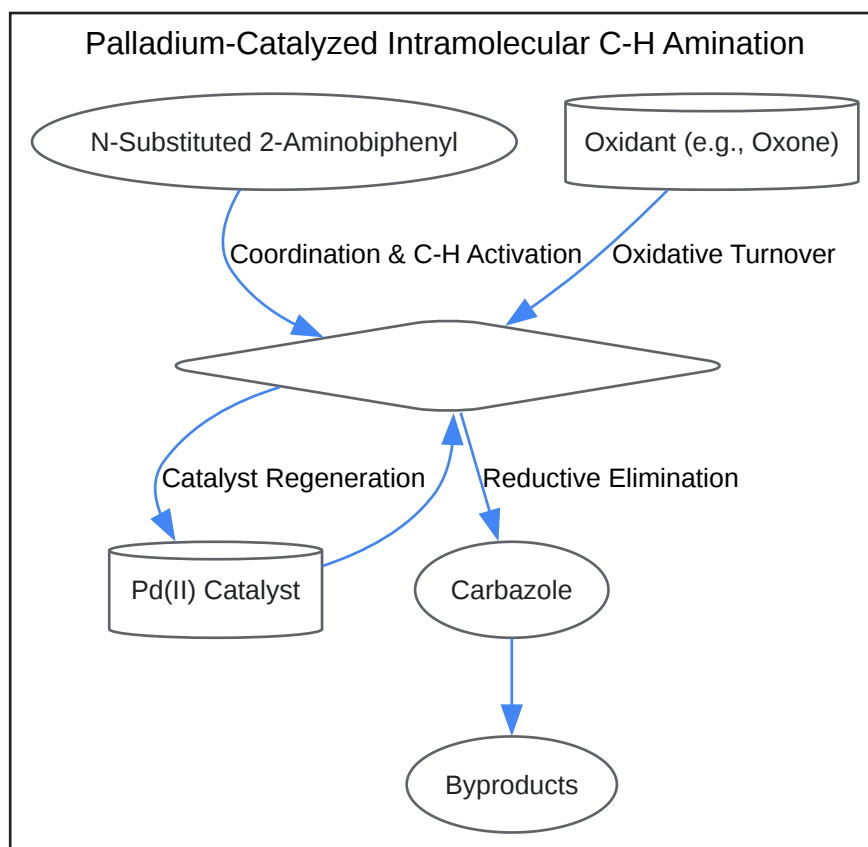 Palladium-Catalyzed Intramolecular C-H Amination
N-Substituted 2-Aminobiphenyl
Oxidant (e.g., Oxone)
Coordination & C-H Activation
Oxidative Turnover
Catalyst Regeneration
Reductive Elimination
Pd(II) Catalyst
Carbazole
Byproducts